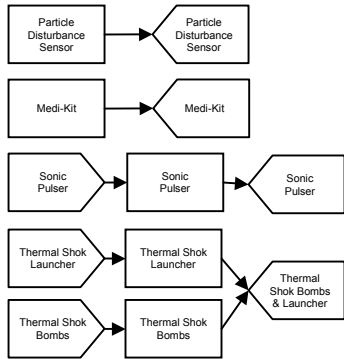 Particle
Disturbance
Sensor
Particle
Disturbance
Sensor
Medi-Kit
Medi-Kit
Sonic
Pulser
Sonic
Pulser
Sonic
Pulser
Thermal Shok
Launcher
Thermal Shok
Launcher
Thermal Shok
Bombs
Thermal Shok
Bombs
Thermal
Shok Bombs
& Launcher